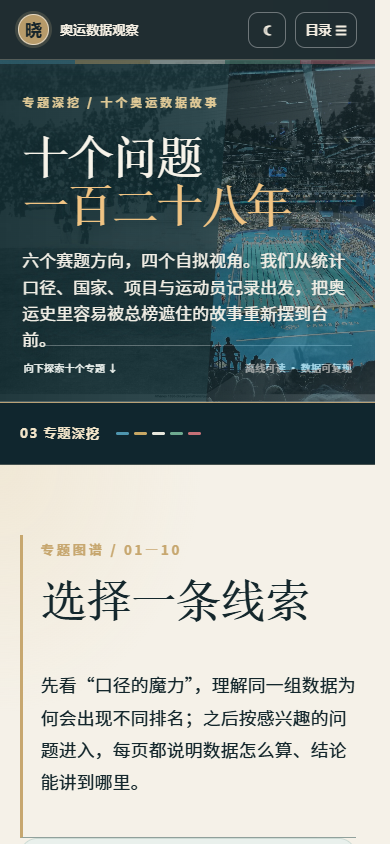 晓 奥运数据观察 目录
专题深挖 / 十个奥运数据故事
十个问题
一百二十八年
六个赛题方向，四个自拟视角。我们从统计
口径、国家、项目与运动员记录出发，把奥
运史里容易被总榜遮住的故事重新摆到台
前。
向下探索十个专题 ↓ 离线可读 · 数据可复现
03 专题深挖
专题图谱 / 01—10
选择一条线索
先看“口径的魔力”，理解同一组数据为
何会出现不同排名；之后按感兴趣的问
题进入，每页都说明数据怎么算、结论
能讲到哪里。